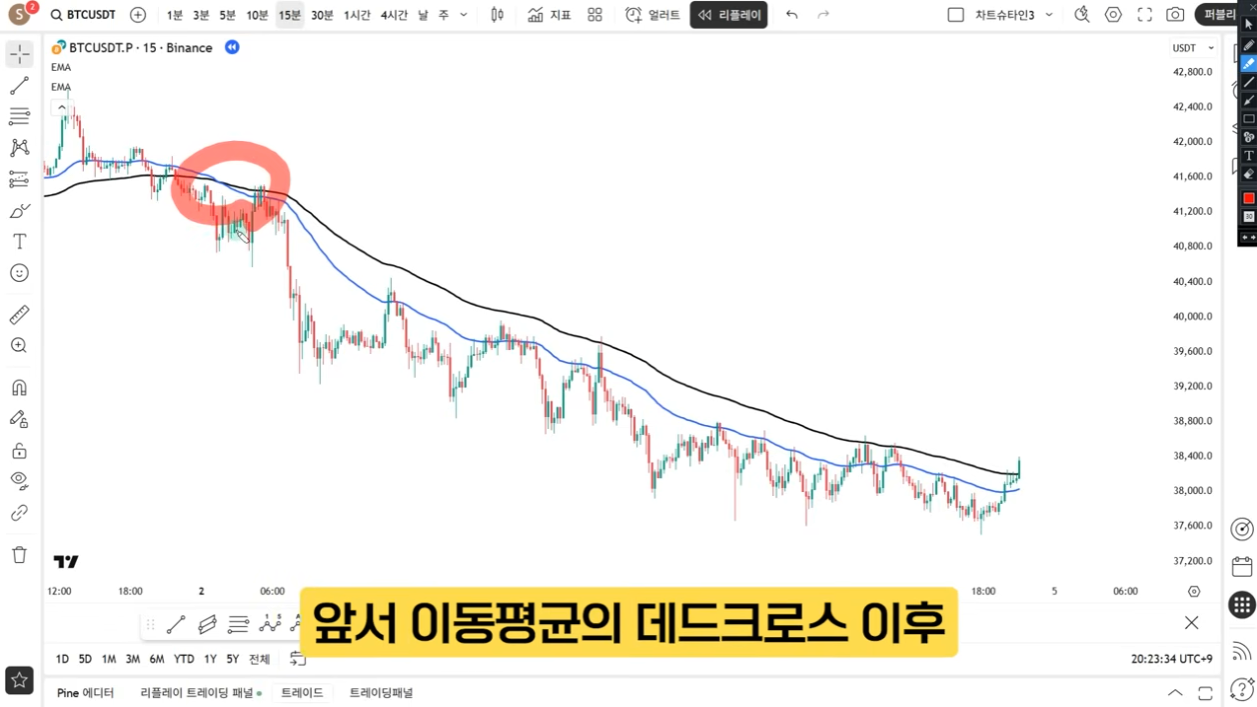 S 2 BTCUSDT 1분 3분 5분 10분 15분 30분 1시간 4시간 날 주 지표 얼러트 리플레이 차트슈타인3 퍼블리
BTCUSDT.P · 15 · Binance USDT
EMA
EMA
42,800.0
42,400.0
42,000.0
41,600.0
41,200.0
40,800.0
40,400.0
40,000.0
39,600.0
39,200.0
38,800.0
38,400.0
38,000.0
37,600.0
37,200.0
12:00 18:00 2 06:00 18:00 5 06:00
앞서 이동평균의 데드크로스 이후
1D 5D 1M 3M 6M YTD 1Y 5Y 전체 20:23:34 UTC+9
Pine 에디터 리플레이 트레이딩 패널 트레이드 트레이딩패널